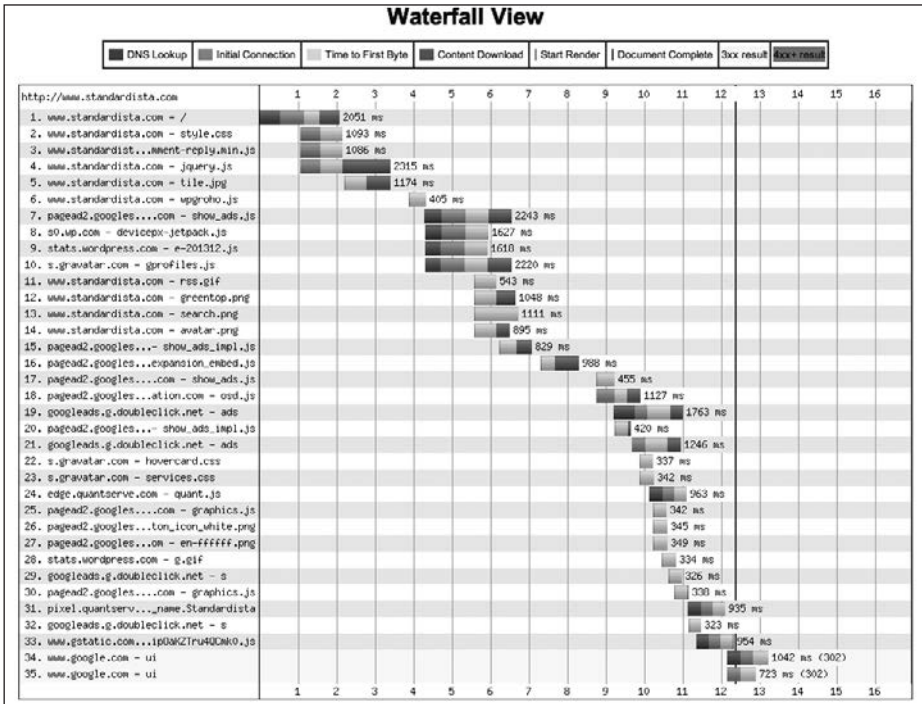 Waterfall View
DNS Lookup Initial Connection Time to First Byte Content Download Start Render Document Complete 3xx result 4xx+ result
http://www.standardista.com 1 2 3 4 5 6 7 8 9 10 11 12 13 14 15 16
1. www.standardista.com - / 2051 ms
2. www.standardista.com - style.css 1093 ms
3. www.standardist...mment-reply.min.js 1086 ms
4. www.standardista.com - jquery.js 2315 ms
5. www.standardista.com - tile.jpg 1174 ms
6. www.standardista.com - wpgroho.js 405 ms
7. pagead2.googles....com - show_ads.js 2243 ms
8. s0.wp.com - devicepx-jetpack.js 1627 ms
9. stats.wordpress.com - e-201312.js 1618 ms
10. s.gravatar.com - gprofiles.js 2220 ms
11. www.standardista.com - rss.gif 543 ms
12. www.standardista.com - greentop.png 1048 ms
13. www.standardista.com - search.png 1111 ms
14. www.standardista.com - avatar.png 895 ms
15. pagead2.googles...- show_ads_impl.js 829 ms
16. pagead2.googles...expansion_embed.js 988 ms
17. pagead2.googles....com - show_ads.js 455 ms
18. pagead2.googles...ation.com - osd.js 1127 ms
19. googleads.g.doubleclick.net - ads 1763 ms
20. pagead2.googles...- show_ads_impl.js 420 ms
21. googleads.g.doubleclick.net - ads 1246 ms
22. s.gravatar.com - hovercard.css 337 ms
23. s.gravatar.com - services.css 342 ms
24. edge.quantserve.com - quant.js 963 ms
25. pagead2.googles....com - graphics.js 342 ms
26. pagead2.googles...ton_icon_white.png 345 ms
27. pagead2.googles...om - en-ffffff.png 349 ms
28. stats.wordpress.com - g.gif 334 ms
29. googleads.g.doubleclick.net - s 326 ms
30. pagead2.googles....com - graphics.js 338 ms
31. pixel.quantserv..._name.Standardista 935 ms
32. googleads.g.doubleclick.net - s 323 ms
33. www.gstatic.com... 954 ms
34. www.google.com - ui 1042 ms (302)
35. www.google.com - ui 723 ms (302)
1 2 3 4 5 6 7 8 9 10 11 12 13 14 15 16